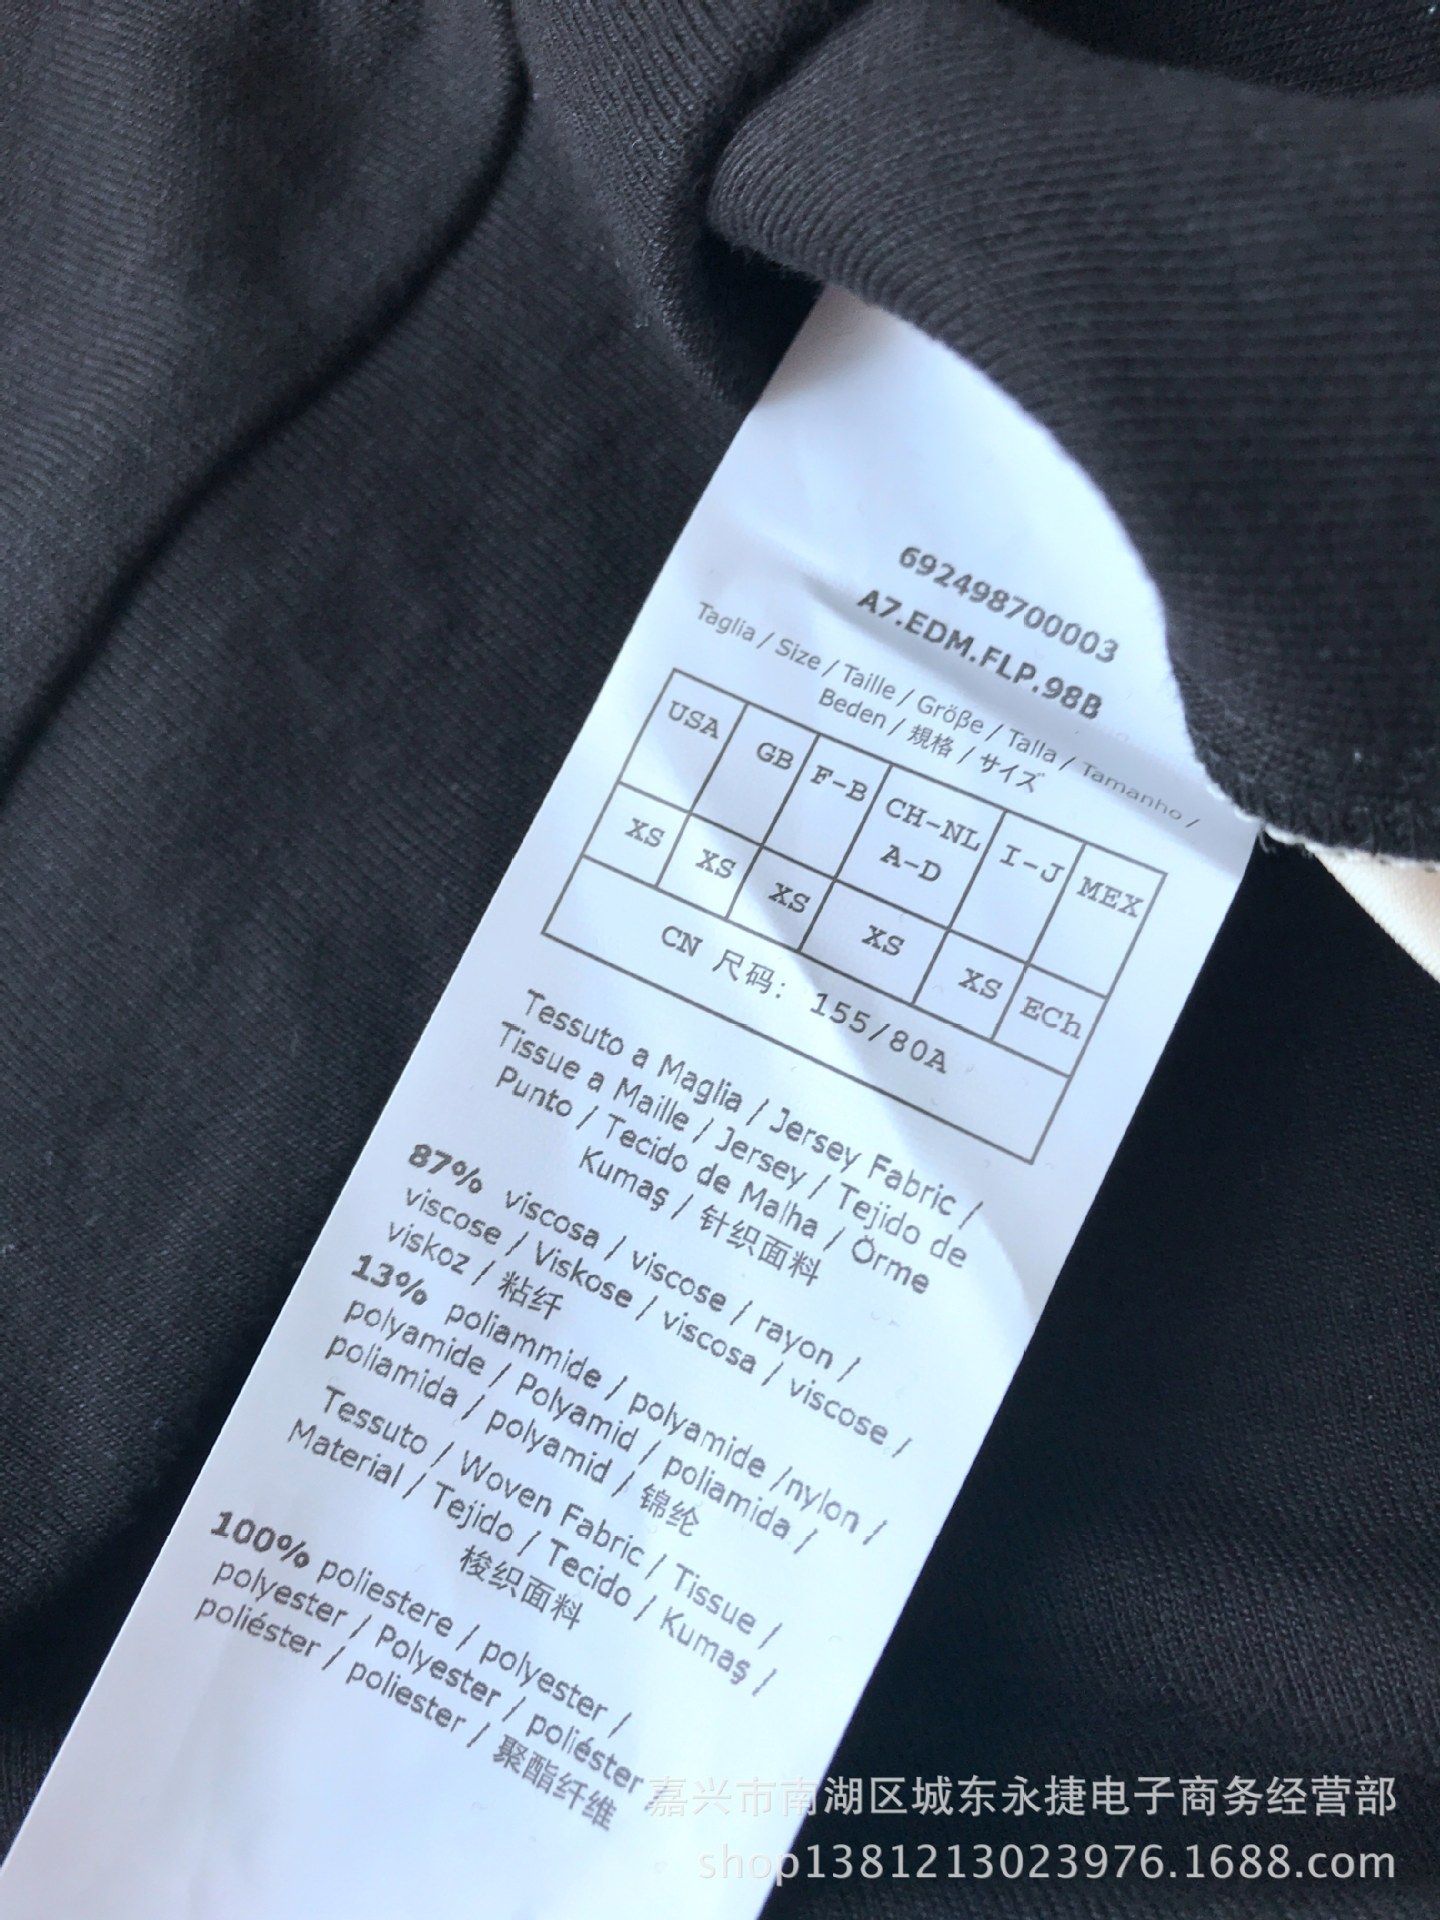 692498700003
A7.EDM.FLP.98B
Taglia / Size / Taille / Größe / Talla / Tamanho /
Beden / 規格 / サイズ
USA GB F-B CH-NL A-D I-J MEX
XS XS XS XS XS ECh
CN 尺码: 155/80A
Tessuto a Maglia / Jersey Fabric /
Tissue a Maille / Jersey / Tejido de
Punto / Tecido de Malha / Örme
Kumaş / 针织面料
87% viscosa / viscose / rayon /
viscose / Viskose / viscosa / viscose /
viskoz / 粘纤
13% poliammide / polyamide /nylon /
polyamide / Polyamid / poliamida /
poliamida / polyamid / 锦纶
Tessuto / Woven Fabric / Tissue /
Material / Tejido / Tecido / Kumaş /
梭织面料
100% poliestere / polyester /
polyester / Polyester / poliéster /
poliéster / poliester / 聚酯纤维
嘉兴市南湖区城东永捷电子商务经营部
shop1381213023976.1688.com